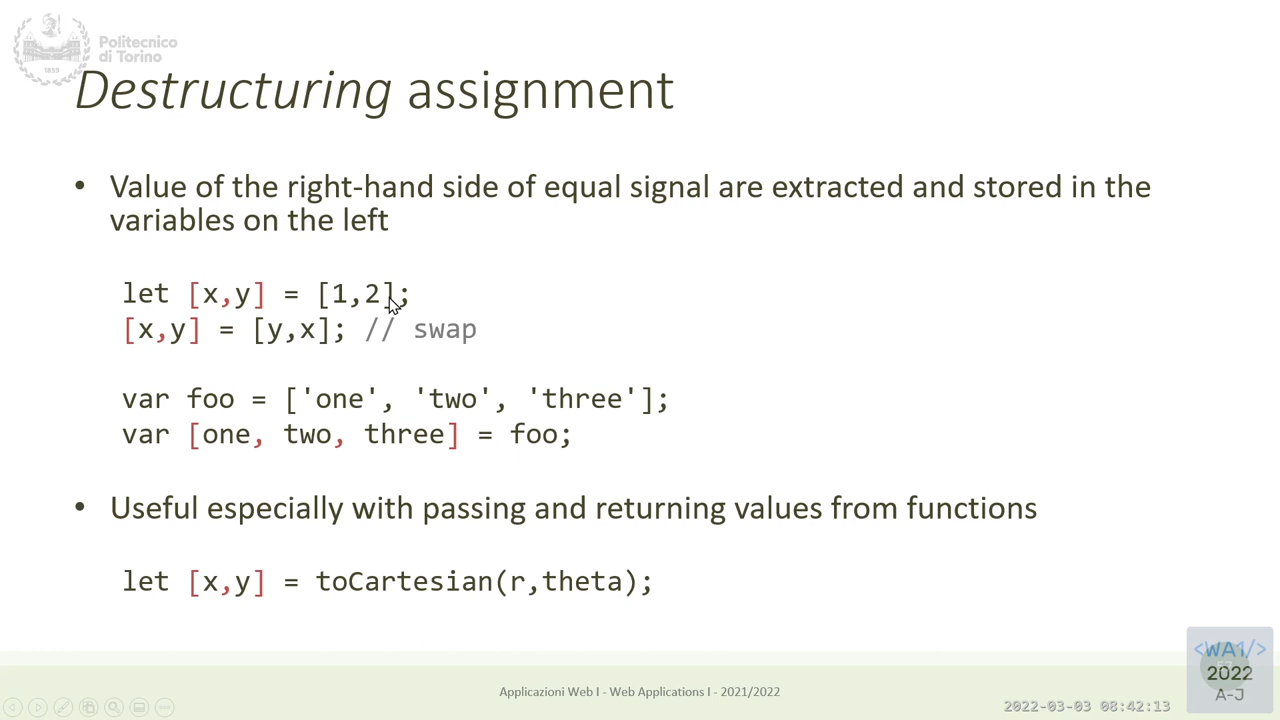 Politecnico
di Torino
1859
Destructuring assignment
• Value of the right-hand side of equal signal are extracted and stored in the
variables on the left
let [x,y] = [1,2];
[x,y] = [y,x]; // swap
var foo = ['one', 'two', 'three'];
var [one, two, three] = foo;
• Useful especially with passing and returning values from functions
let [x,y] = toCartesian(r,theta);
<WA1/>
2022
A-J
Applicazioni Web I - Web Applications I - 2021/2022
2022-03-03 08:42:13